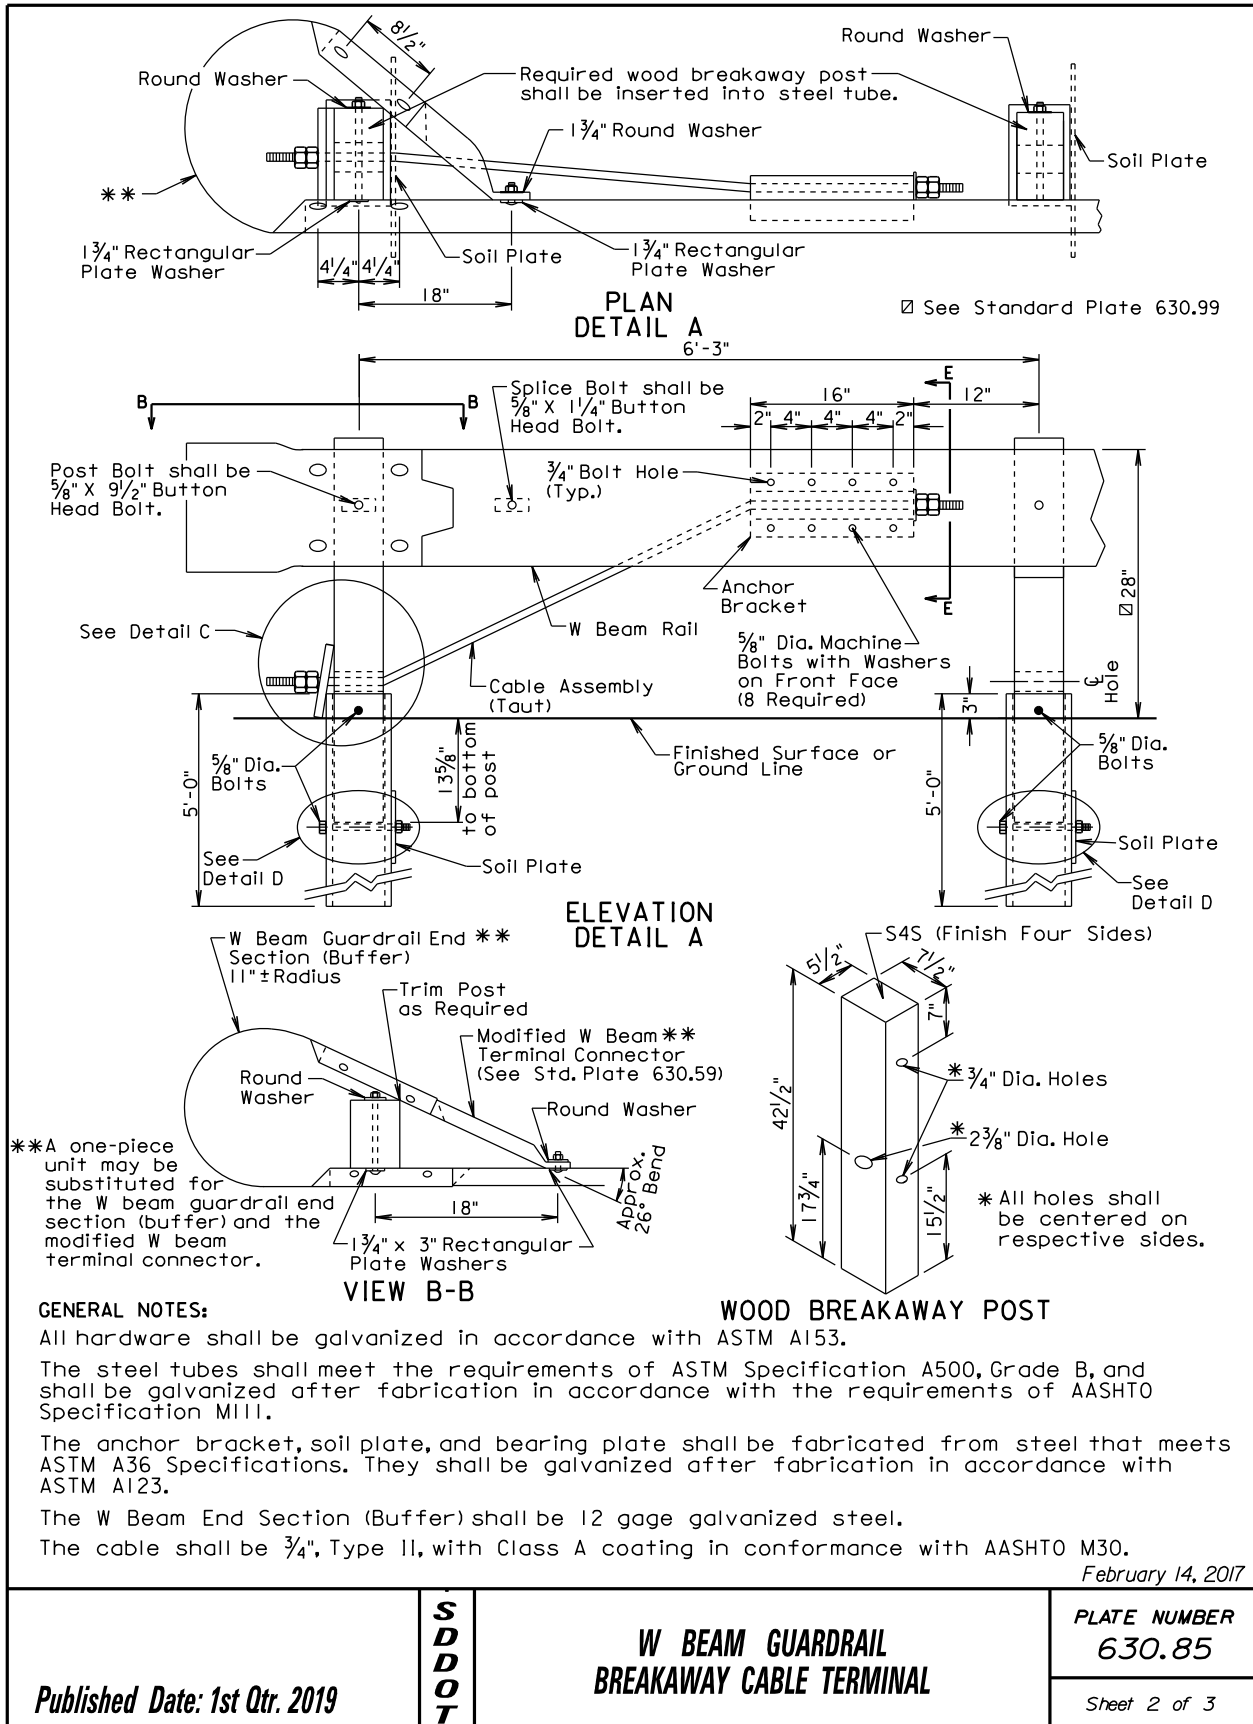 8½"
Round Washer
Round Washer
Required wood breakaway post
shall be inserted into steel tube.
1¾" Round Washer
Soil Plate
**
1¾" Rectangular
Plate Washer
4¼"
4¼"
Soil Plate
1¾" Rectangular
Plate Washer
18"
PLAN
DETAIL A
⍁ See Standard Plate 630.99
6'-3"
B
B
Splice Bolt shall be
⅝" X 1¼" Button
Head Bolt.
E
16"
12"
2"
4"
4"
4"
2"
Post Bolt shall be
⅝" X 9½" Button
Head Bolt.
¾" Bolt Hole
(Typ.)
⍁ 28"
Anchor
Bracket
E
See Detail C
W Beam Rail
⅝" Dia. Machine
Bolts with Washers
on Front Face
(8 Required)
℄
Hole
Cable Assembly
(Taut)
3"
5'-0"
⅝" Dia.
Bolts
13⅝"
to bottom
of post
Finished Surface or
Ground Line
5'-0"
⅝" Dia.
Bolts
See
Detail D
Soil Plate
Soil Plate
See
Detail D
ELEVATION
DETAIL A
W Beam Guardrail End **
Section (Buffer)
11"± Radius
Trim Post
as Required
Modified W Beam **
Terminal Connector
(See Std. Plate 630.59)
Round
Washer
Round Washer
**A one-piece
unit may be
substituted for
the W beam guardrail end
section (buffer) and the
modified W beam
terminal connector.
18"
Approx.
26° Bend
1¾" x 3" Rectangular
Plate Washers
VIEW B-B
S4S (Finish Four Sides)
5½"
7½"
7"
42½"
* ¾" Dia. Holes
* 2⅜" Dia. Hole
17¾"
15½"
* All holes shall
be centered on
respective sides.
WOOD BREAKAWAY POST
GENERAL NOTES:
All hardware shall be galvanized in accordance with ASTM A153.
The steel tubes shall meet the requirements of ASTM Specification A500, Grade B, and
shall be galvanized after fabrication in accordance with the requirements of AASHTO
Specification M111.
The anchor bracket, soil plate, and bearing plate shall be fabricated from steel that meets
ASTM A36 Specifications. They shall be galvanized after fabrication in accordance with
ASTM A123.
The W Beam End Section (Buffer) shall be 12 gage galvanized steel.
The cable shall be ¾", Type II, with Class A coating in conformance with AASHTO M30.
February 14, 2017
Published Date: 1st Qtr. 2019
S
D
D
O
T
W BEAM GUARDRAIL
BREAKAWAY CABLE TERMINAL
PLATE NUMBER
630.85
Sheet 2 of 3